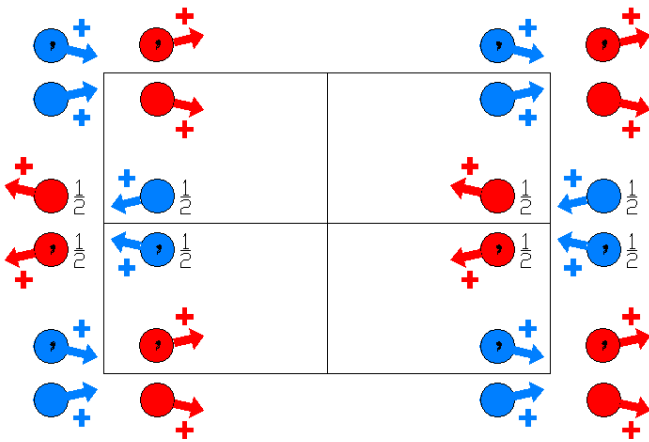 + + + +
, , , ,
+ + + +
+ + + +
1/2 1/2 1/2 1/2
, 1/2 , 1/2 , 1/2 , 1/2
+ + + +
+ + + +
, , , ,
+ + + +